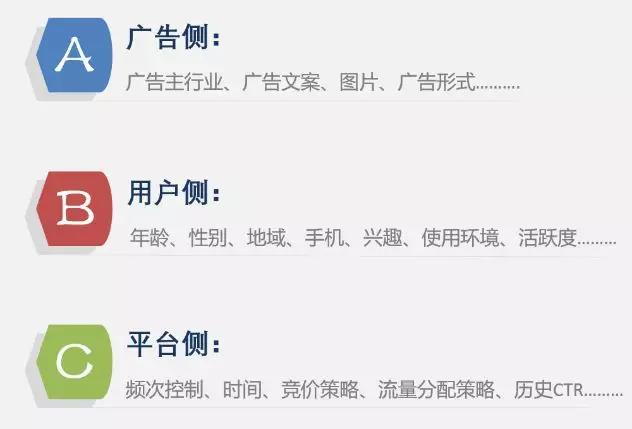 A
广告侧：
广告主行业、广告文案、图片、广告形式……….
B
用户侧：
年龄、性别、地域、手机、兴趣、使用环境、活跃度………
C
平台侧：
频次控制、时间、竞价策略、流量分配策略、历史CTR………